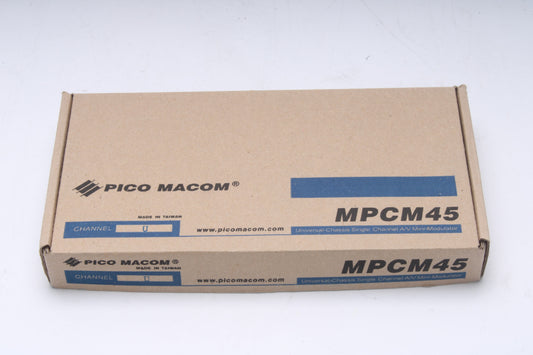 PICO MACOM®
MADE IN TAIWAN
MPCM45
CHANNEL U
www.picomacom.com
Universal-Chassis Single Channel A/V Mini-Modulator
PICO MACOM®
MADE IN TAIWAN
MPCM45
CHANNEL U
www.picomacom.com
Universal-Chassis Single Channel A/V Mini-Modulator